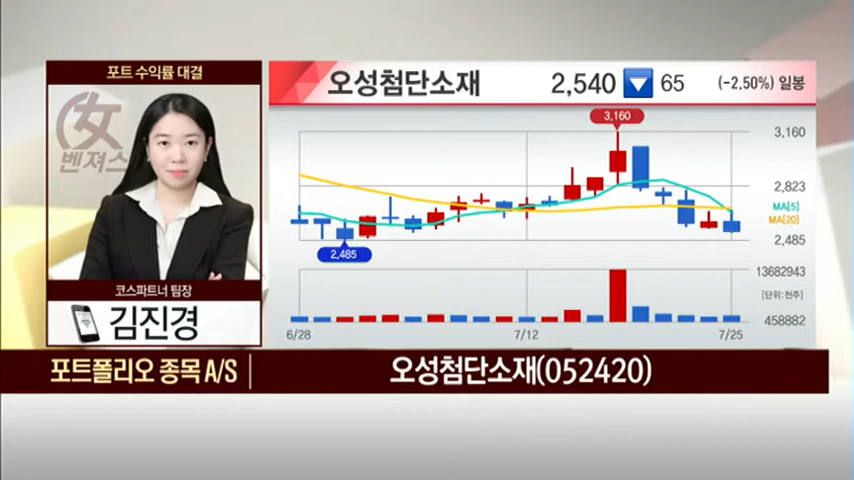 포트 수익률 대결
女
벤져스
코스파트너 팀장
김진경
오성첨단소재 2,540 ▼ 65 (-2.50%) 일봉
3,160
3,160
2,823
MA[5]
MA[20]
2,485
2,485
13682943
[단위:천주]
458882
6/28 7/12 7/25
포트폴리오 종목 A/S 오성첨단소재(052420)